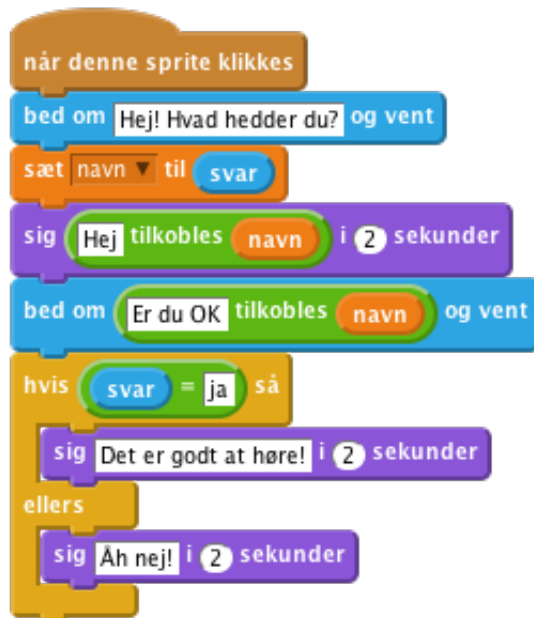 når denne sprite klikkes
bed om Hej! Hvad hedder du? og vent
sæt navn til svar
sig Hej tilkobles navn i 2 sekunder
bed om Er du OK tilkobles navn og vent
hvis svar = ja så
sig Det er godt at høre! i 2 sekunder
ellers
sig Åh nej! i 2 sekunder